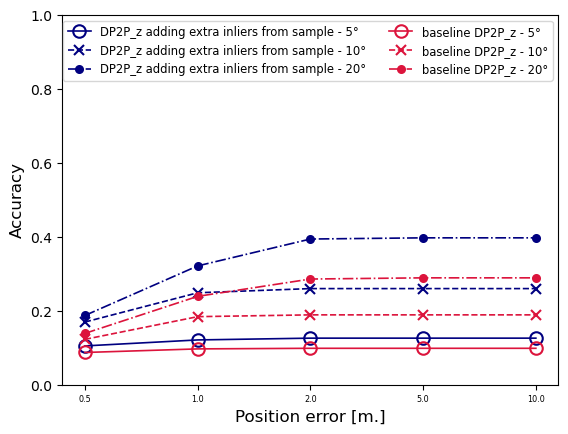 DP2P_z adding extra inliers from sample - 5°
DP2P_z adding extra inliers from sample - 10°
DP2P_z adding extra inliers from sample - 20°
baseline DP2P_z - 5°
baseline DP2P_z - 10°
baseline DP2P_z - 20°
1.0
0.8
0.6
0.4
0.2
0.0
Accuracy
0.5 1.0 2.0 5.0 10.0
Position error [m.]